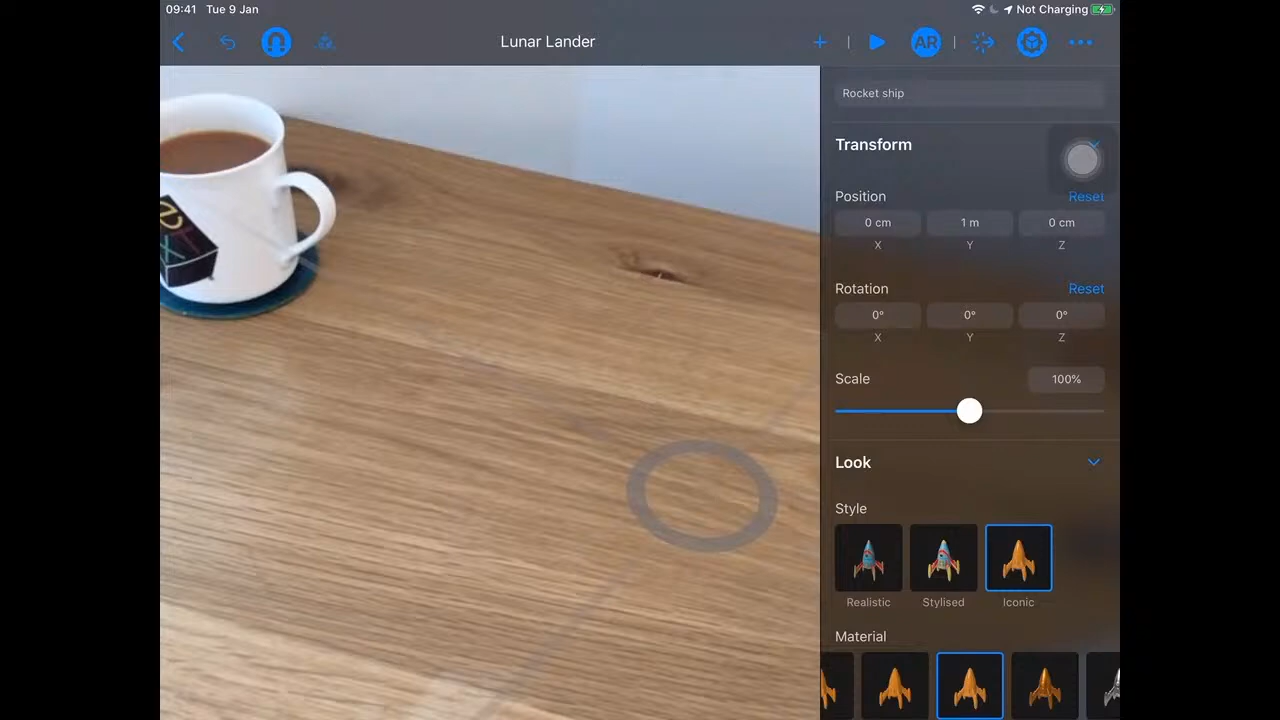 09:41 Tue 9 Jan
Not Charging
Lunar Lander
AR
Rocket ship
Transform
Position Reset
0 cm 1 m 0 cm
X Y Z
Rotation Reset
0° 0° 0°
X Y Z
Scale 100%
Look
Style
Realistic Stylised Iconic
Material